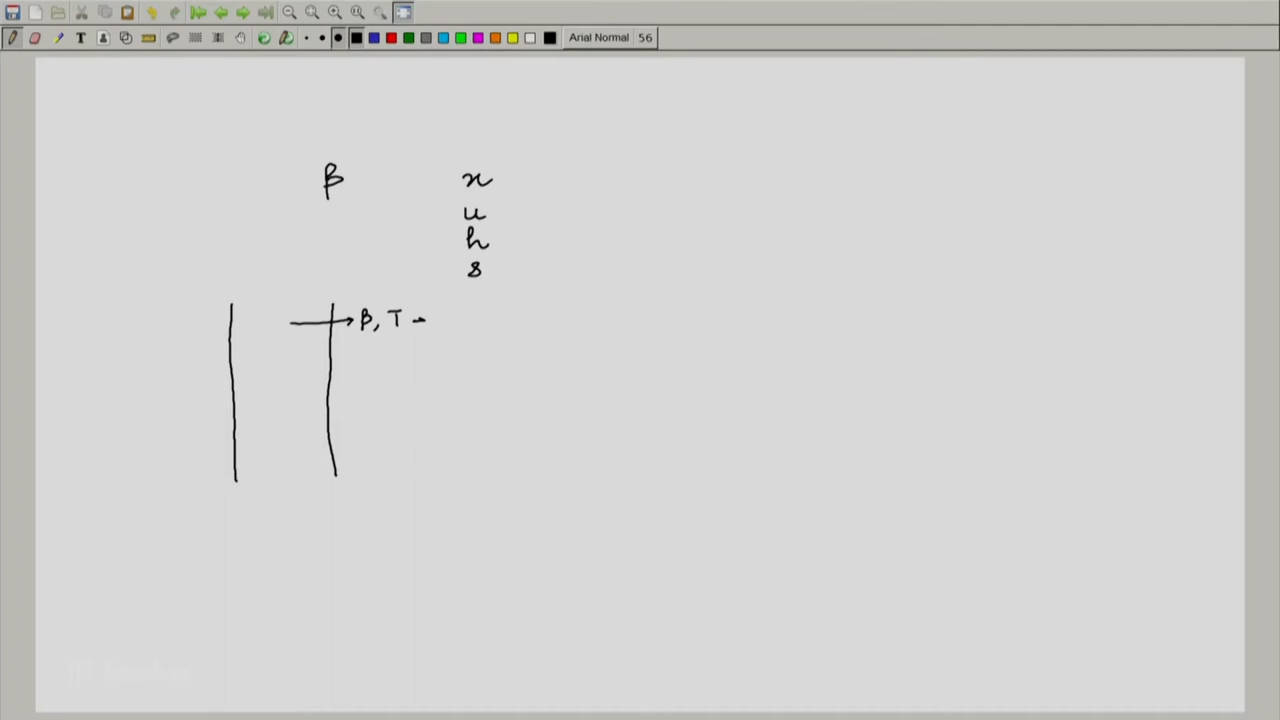 Arial Normal 56
β x
u
h
s
β, T -